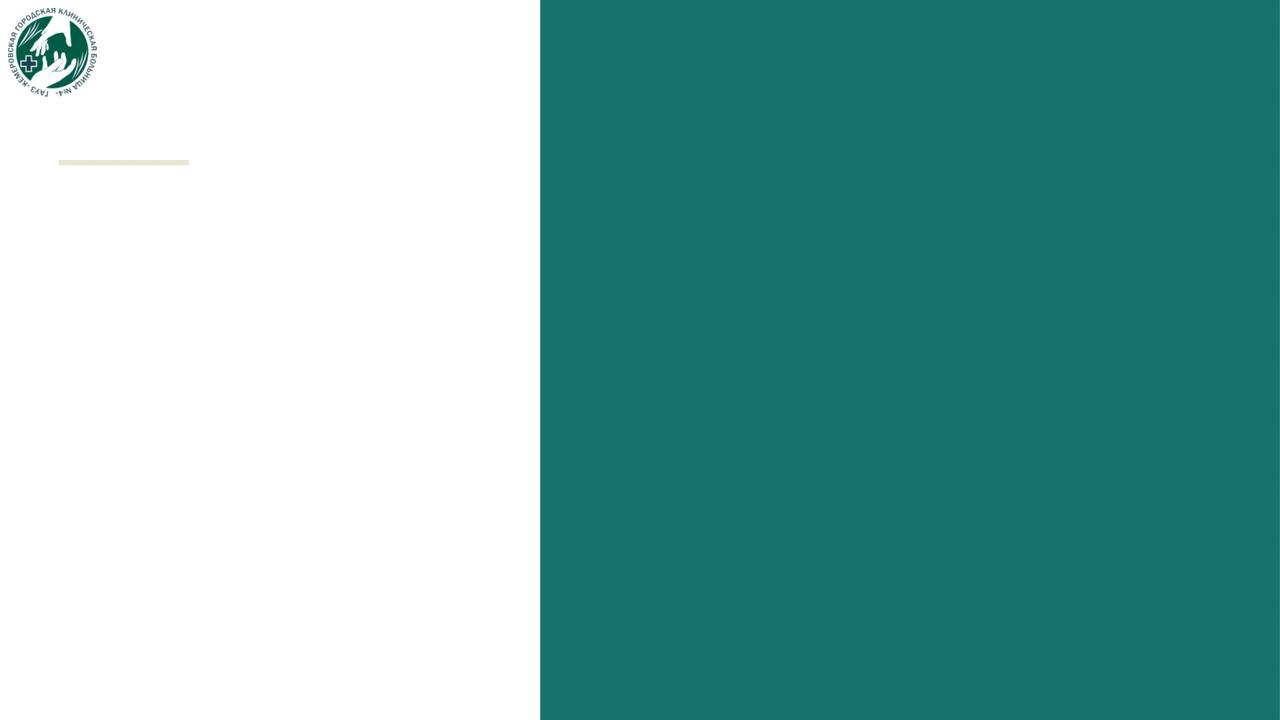 ГАУЗ «КЕМЕРОВСКАЯ ГОРОДСКАЯ КЛИНИЧЕСКАЯ БОЛЬНИЦА №4»